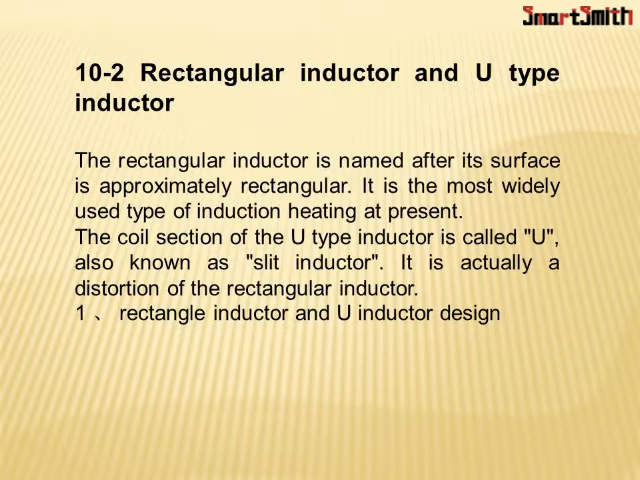 SmartSmith
10-2 Rectangular inductor and U type
inductor
The rectangular inductor is named after its surface
is approximately rectangular. It is the most widely
used type of induction heating at present.
The coil section of the U type inductor is called "U",
also known as "slit inductor". It is actually a
distortion of the rectangular inductor.
1 、 rectangle inductor and U inductor design